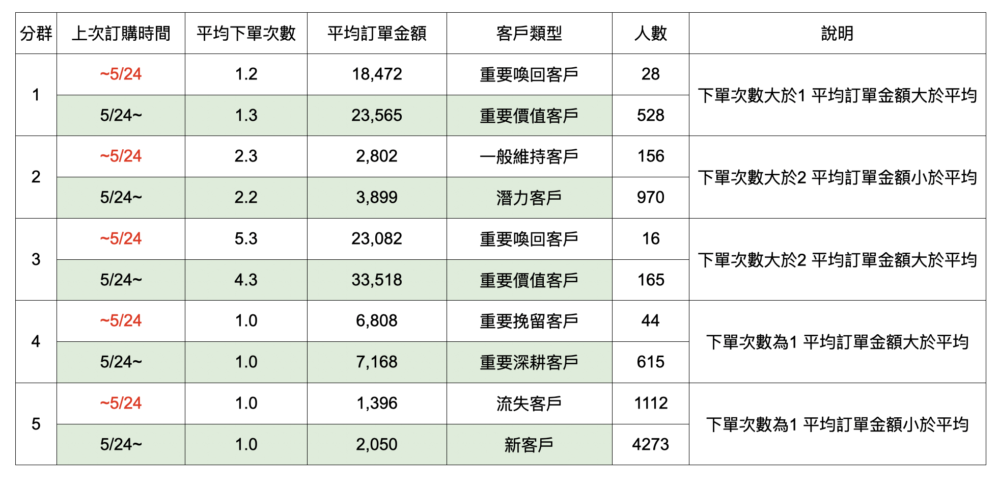 分群 上次訂購時間 平均下單次數 平均訂單金額 客戶類型 人數 說明
1 ~5/24 1.2 18,472 重要喚回客戶 28 下單次數大於1 平均訂單金額大於平均
5/24~ 1.3 23,565 重要價值客戶 528
2 ~5/24 2.3 2,802 一般維持客戶 156 下單次數大於2 平均訂單金額小於平均
5/24~ 2.2 3,899 潛力客戶 970
3 ~5/24 5.3 23,082 重要喚回客戶 16 下單次數大於2 平均訂單金額大於平均
5/24~ 4.3 33,518 重要價值客戶 165
4 ~5/24 1.0 6,808 重要挽留客戶 44 下單次數為1 平均訂單金額大於平均
5/24~ 1.0 7,168 重要深耕客戶 615
5 ~5/24 1.0 1,396 流失客戶 1112 下單次數為1 平均訂單金額小於平均
5/24~ 1.0 2,050 新客戶 4273